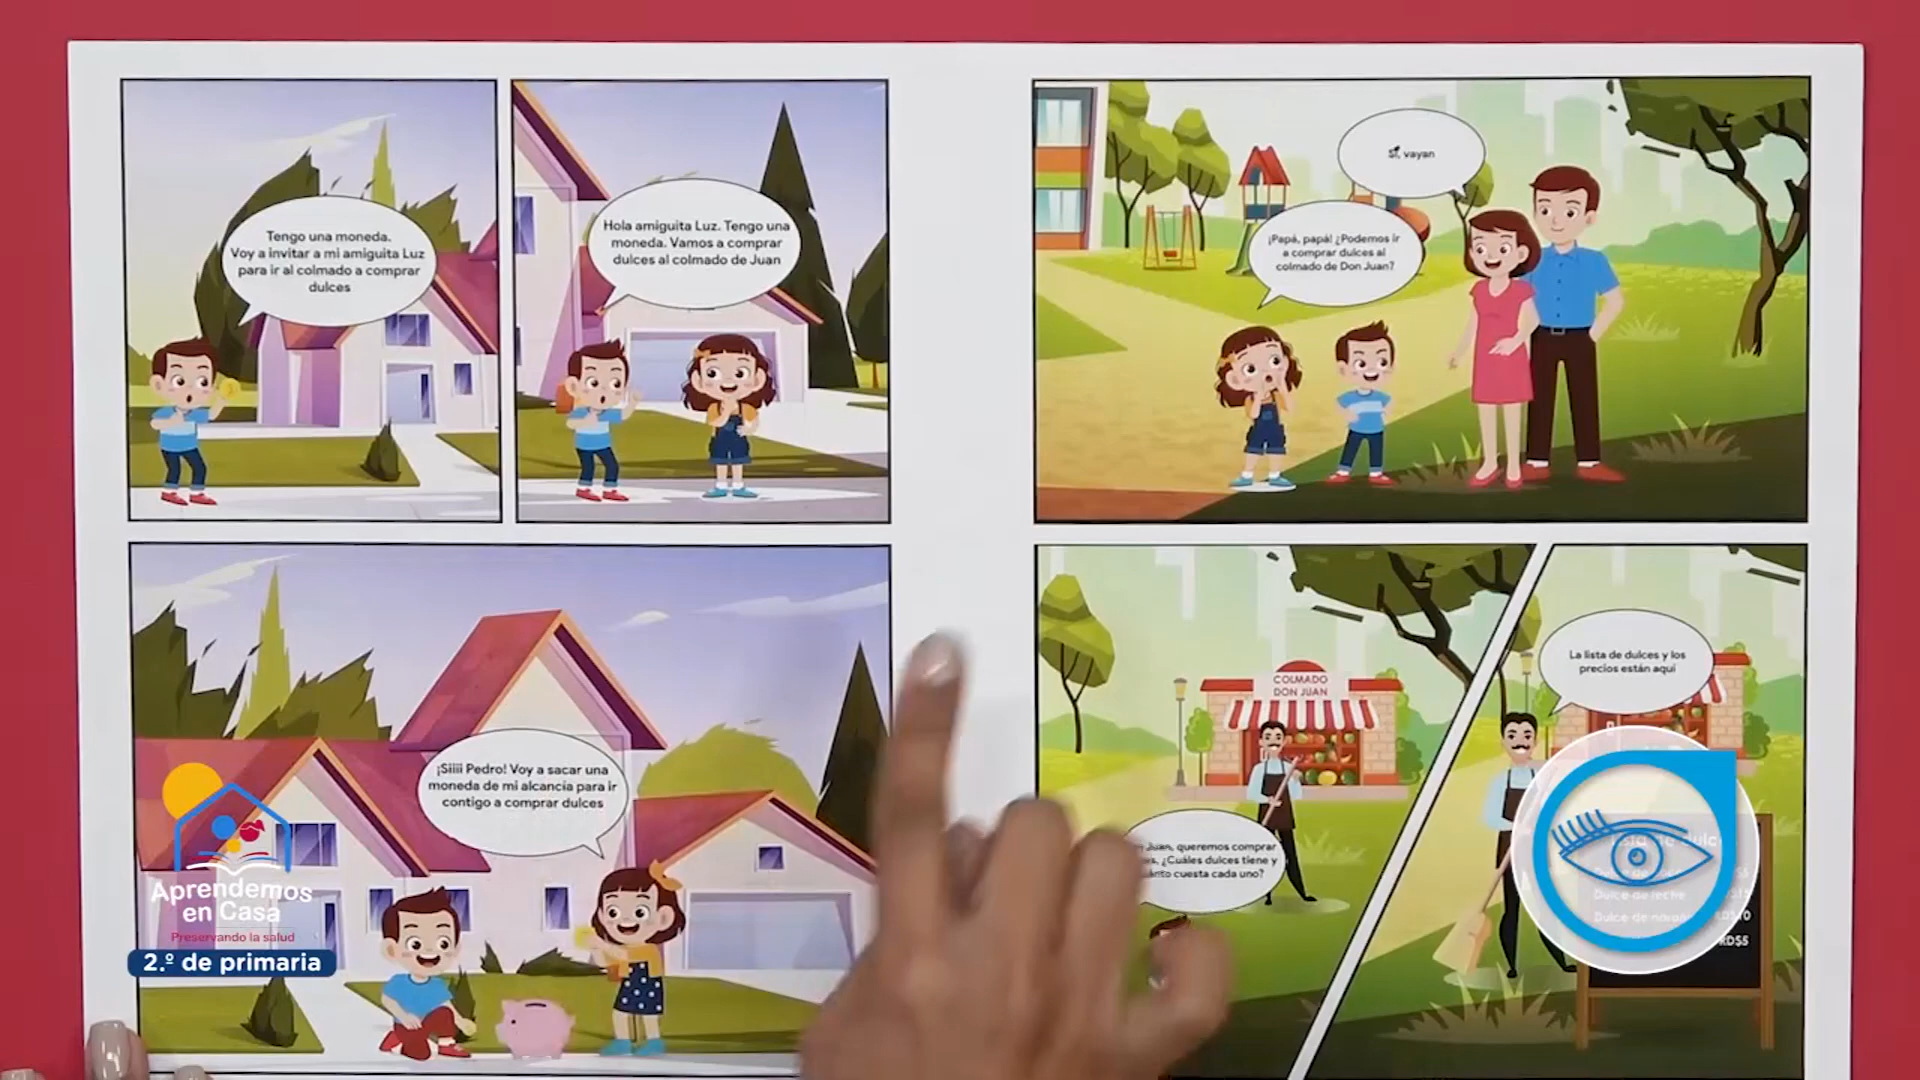 Tengo una moneda.
Voy a invitar a mi amiguita Luz
para ir al colmado a comprar
dulces
Hola amiguita Luz. Tengo una
moneda. Vamos a comprar
dulces al colmado de Juan
¡Siiii Pedro! Voy a sacar una
moneda de mi alcancía para ir
contigo a comprar dulces
Sí, vayan
¡Papá, papá! ¿Podemos ir
a comprar dulces al
colmado de Don Juan?
COLMADO
DON JUAN
Juan, queremos comprar
¿Cuáles dulces tiene y
cuesta cada uno?
La lista de dulces y los
precios están aquí
Dulce de leche
Dulce de
RD$5
Aprendemos
en Casa
Preservando la salud
2.º de primaria